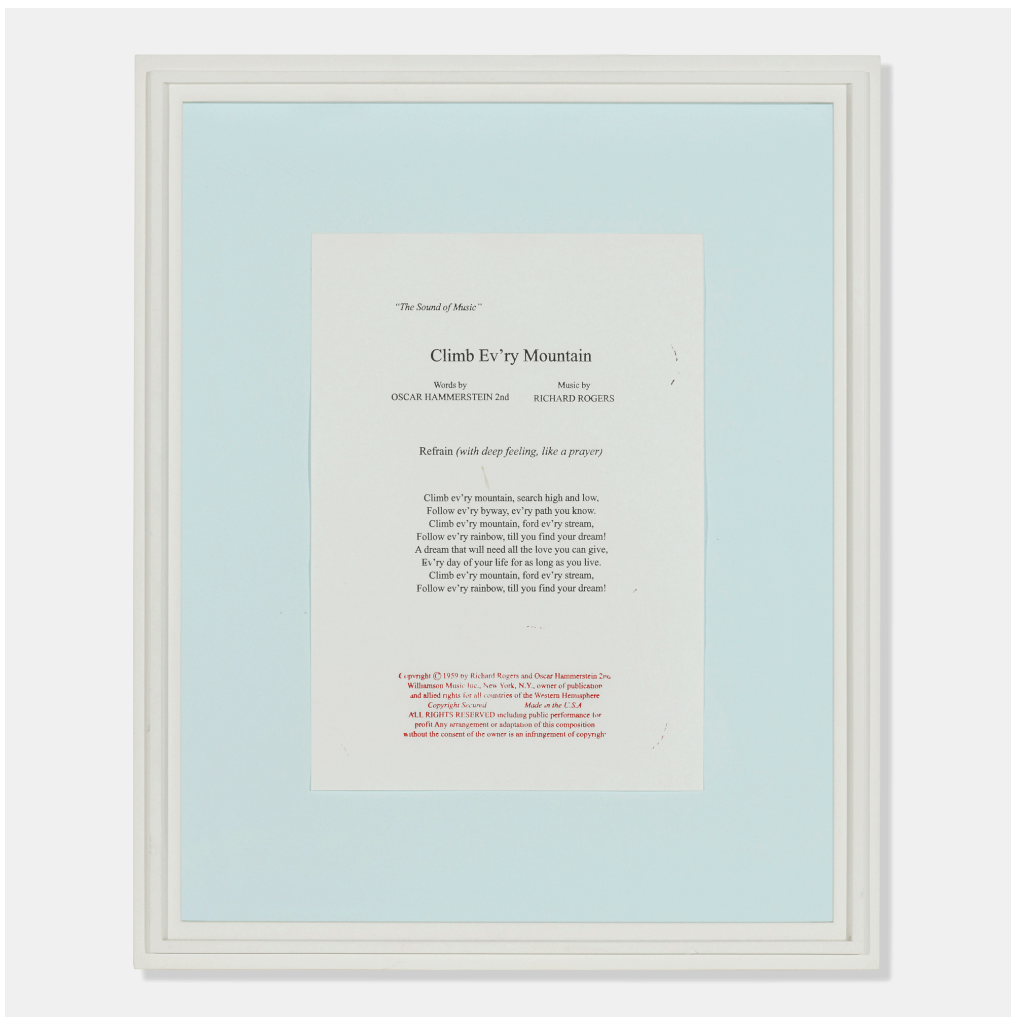 "The Sound of Music"
Climb Ev'ry Mountain
Words by Music by
OSCAR HAMMERSTEIN 2nd RICHARD ROGERS
Refrain (with deep feeling, like a prayer)
Climb ev'ry mountain, search high and low,
Follow ev'ry byway, ev'ry path you know.
Climb ev'ry mountain, ford ev'ry stream,
Follow ev'ry rainbow, till you find your dream!
A dream that will need all the love you can give,
Ev'ry day of your life for as long as you live.
Climb ev'ry mountain, ford ev'ry stream,
Follow ev'ry rainbow, till you find your dream!
Copyright © 1959 by Richard Rogers and Oscar Hammerstein 2nd,
Williamson Music Inc., New York, N.Y., owner of publication
and allied rights for all countries of the Western Hemisphere
Copyright Secured Made in the U.S.A
ALL RIGHTS RESERVED including public performance for
profit Any arrangement or adaptation of this composition
without the consent of the owner is an infringement of copyright